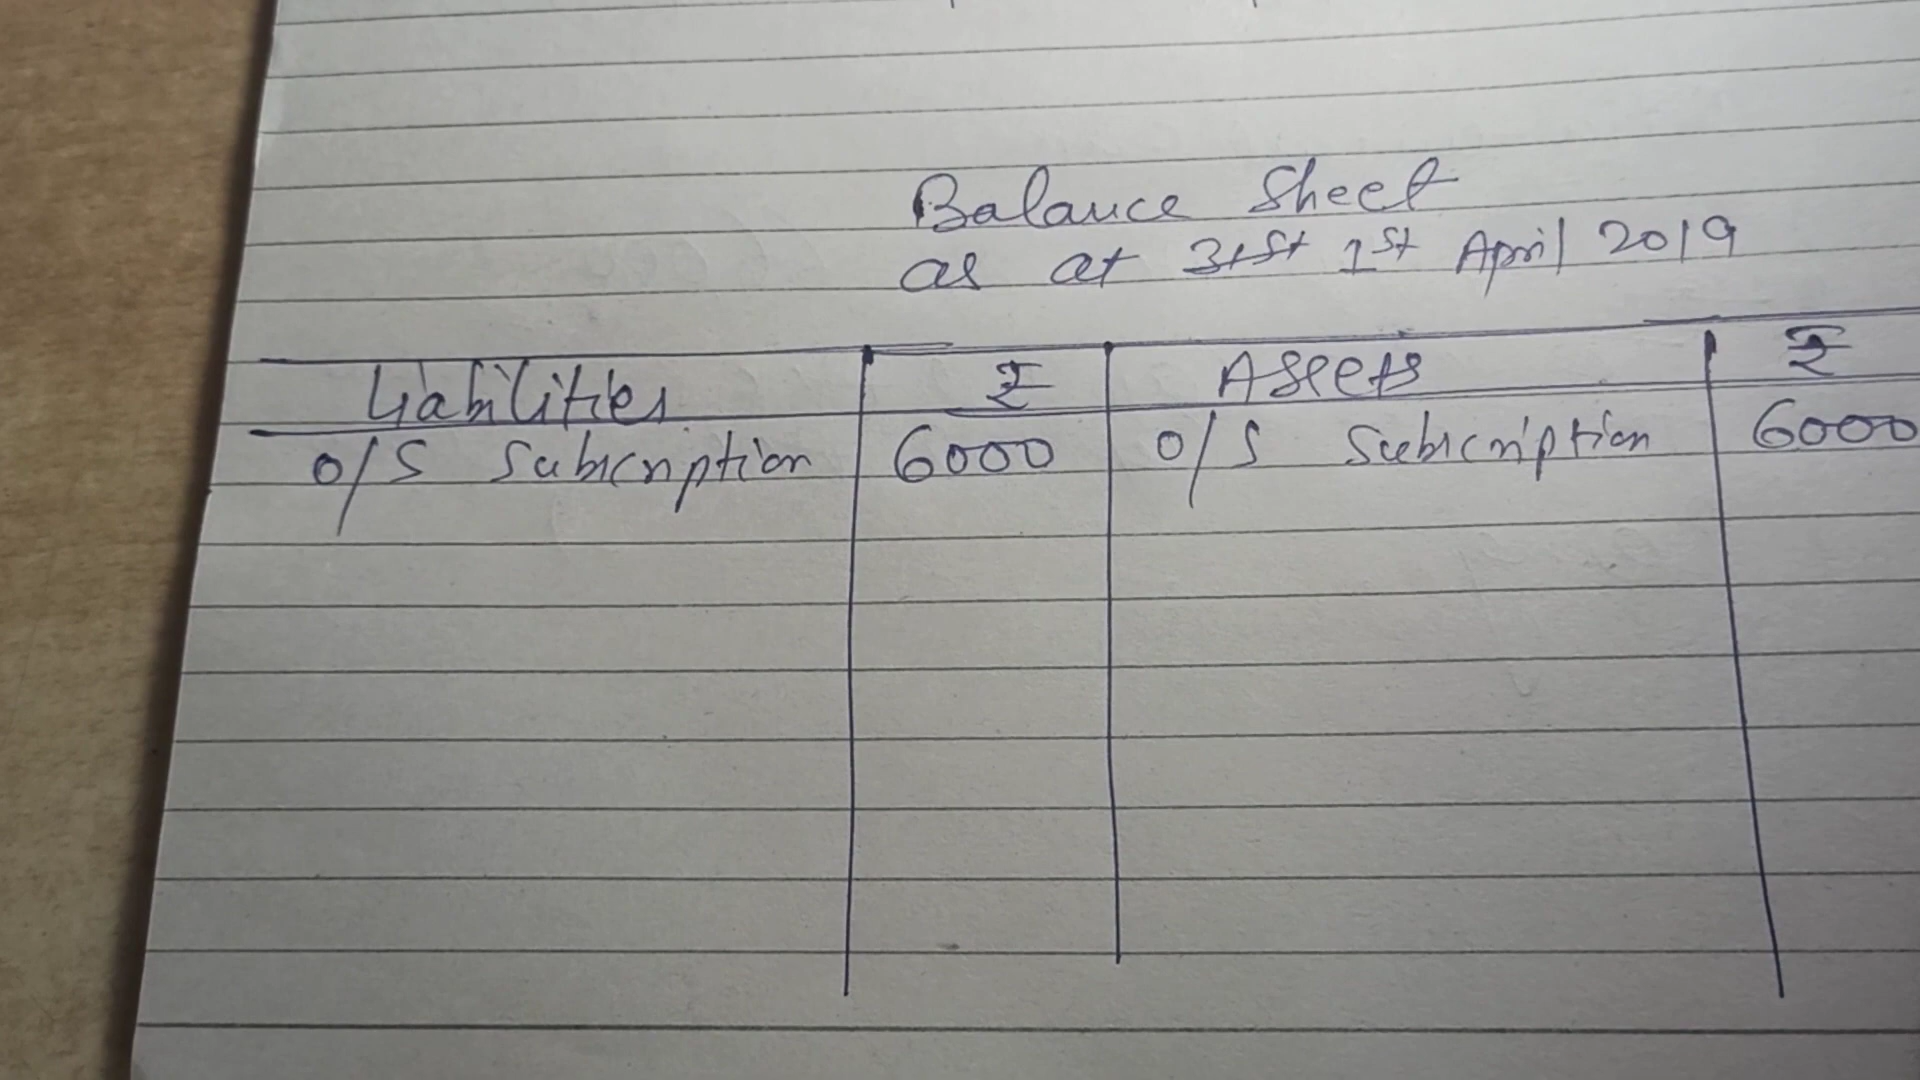 Balance Sheet
as at 31st 1st April 2019
Liabilities ₹ Assets ₹
O/S Subscription 6000 O/S Subscription 6000